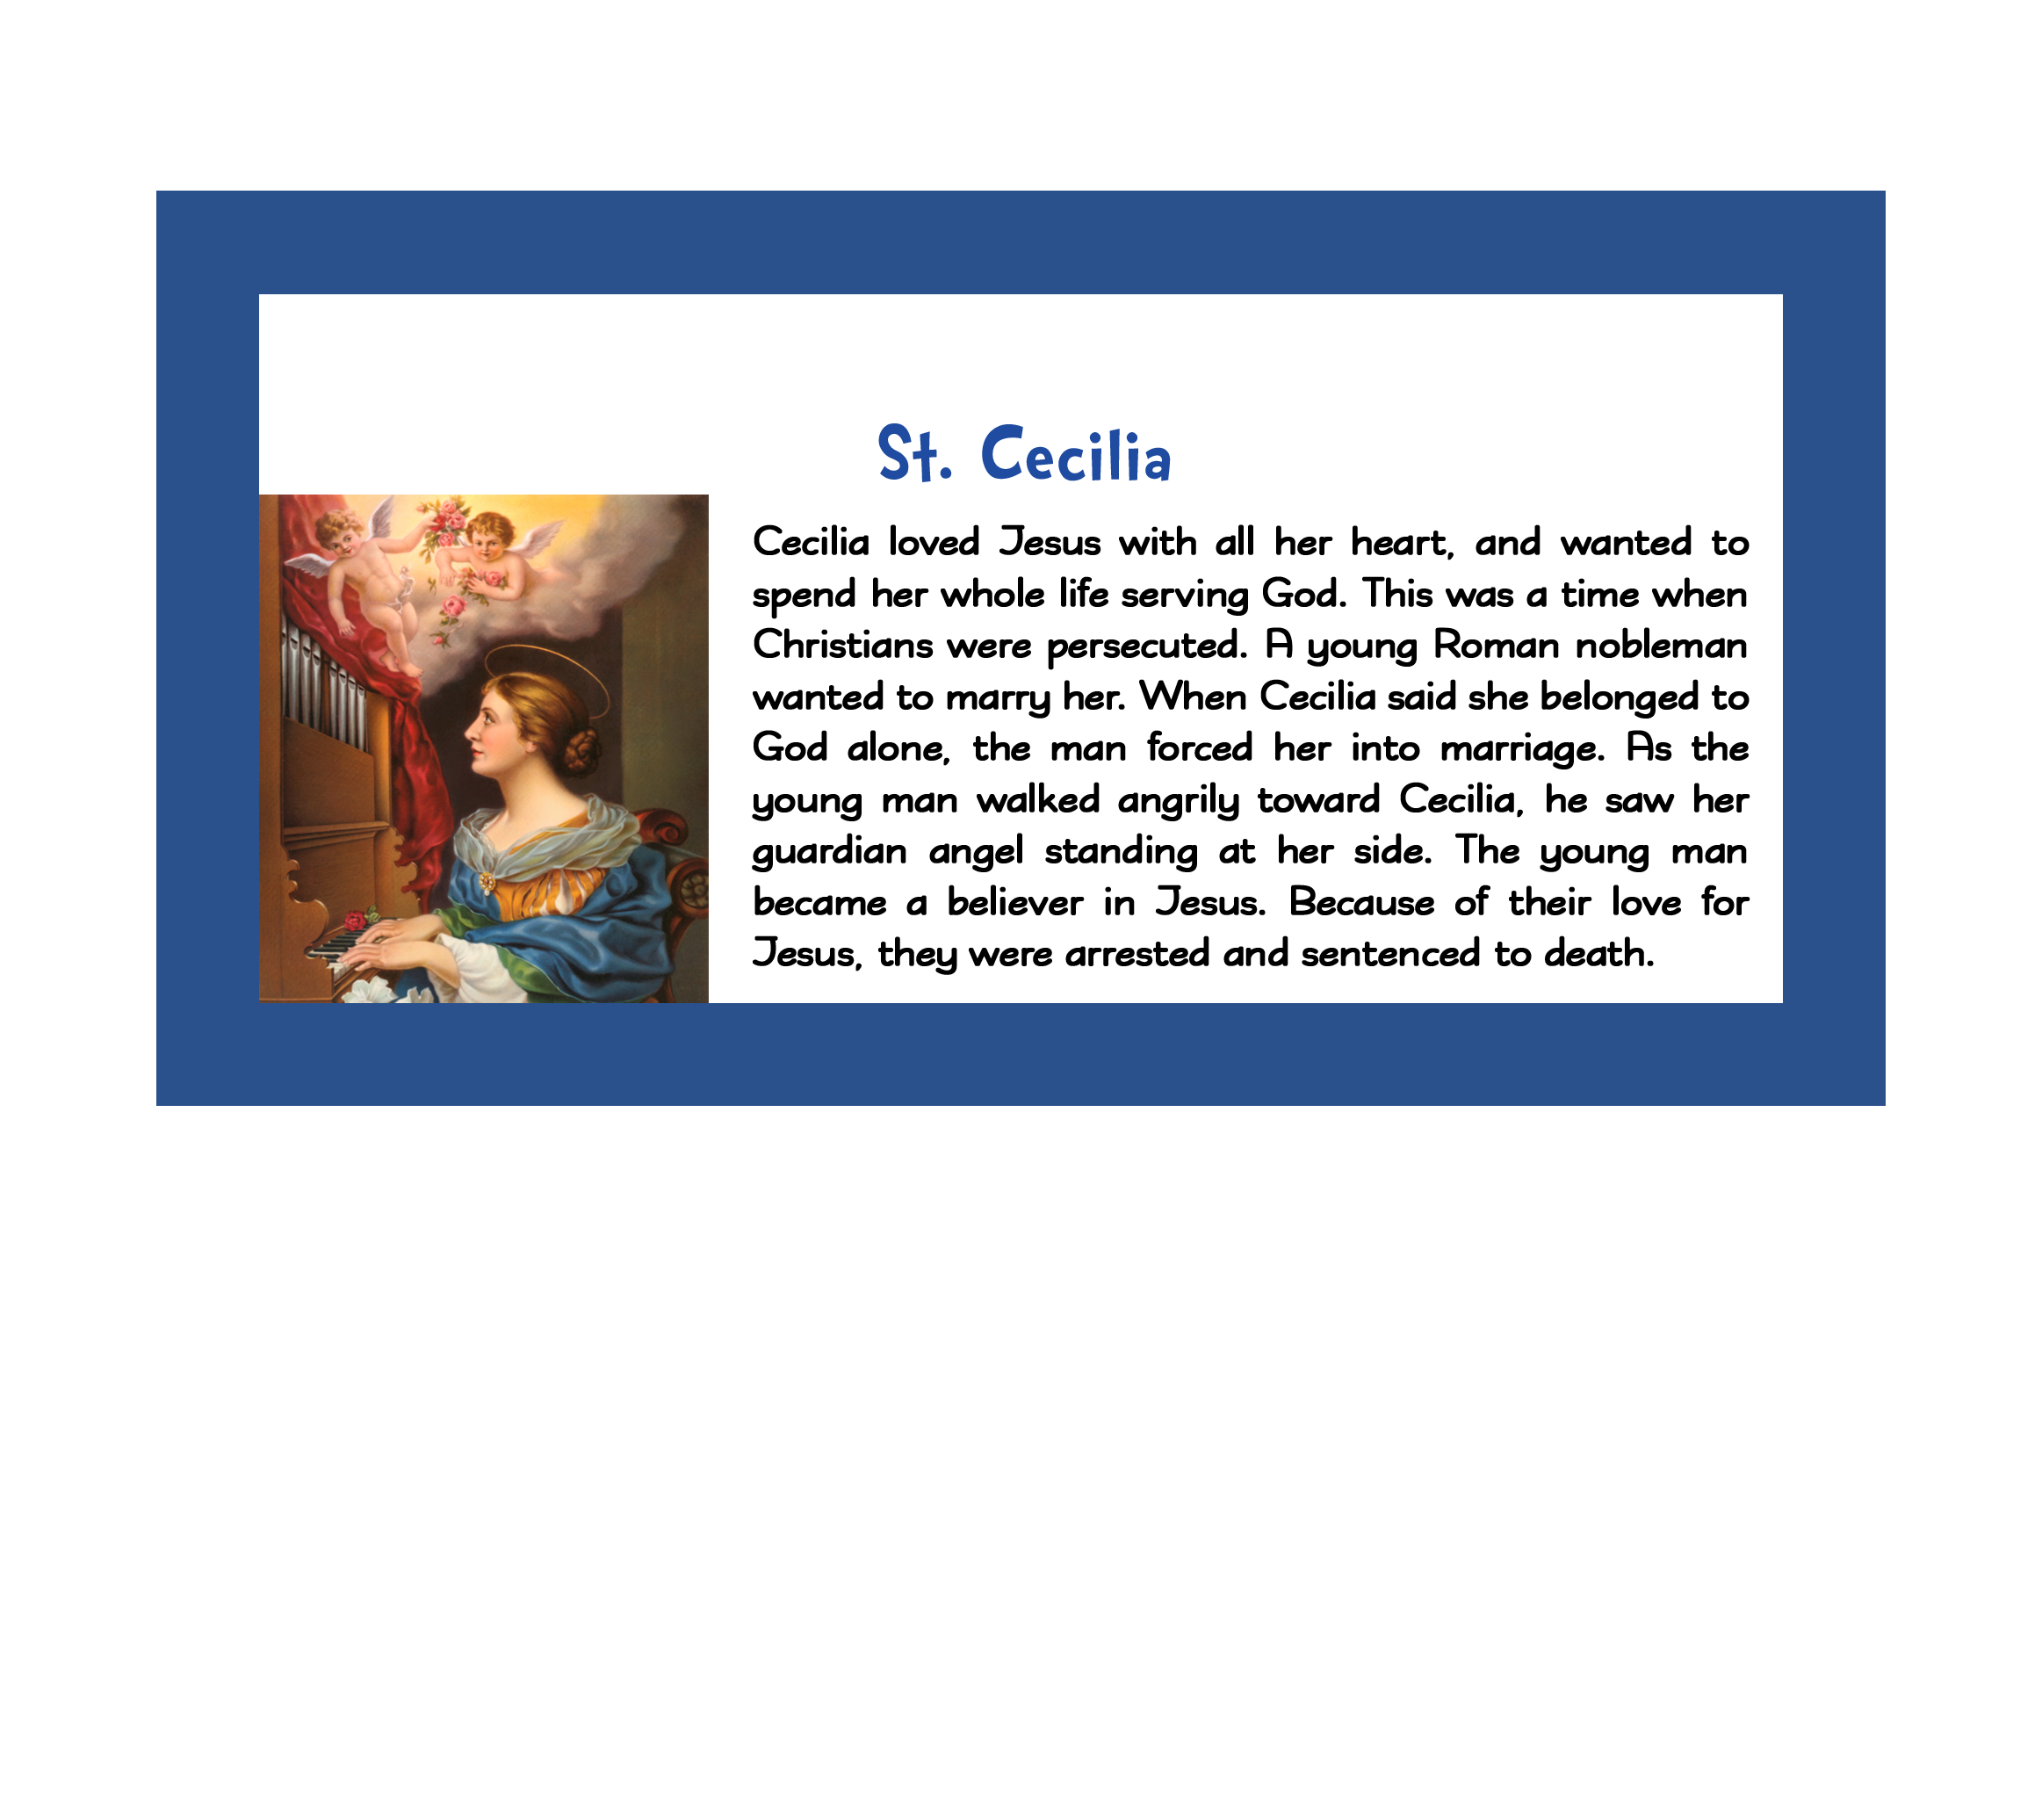 St. Cecilia
Cecilia loved Jesus with all her heart, and wanted to
spend her whole life serving God. This was a time when
Christians were persecuted. A young Roman nobleman
wanted to marry her. When Cecilia said she belonged to
God alone, the man forced her into marriage. As the
young man walked angrily toward Cecilia, he saw her
guardian angel standing at her side. The young man
became a believer in Jesus. Because of their love for
Jesus, they were arrested and sentenced to death.